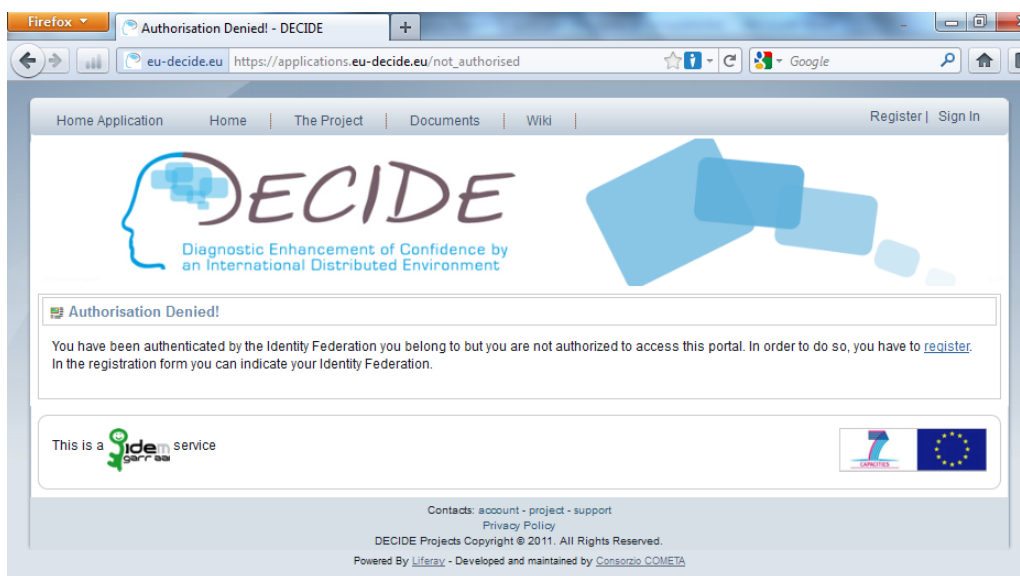 Firefox
Authorisation Denied! - DECIDE
eu-decide.eu https://applications.eu-decide.eu/not_authorised
Google
Home Application Home | The Project | Documents | Wiki |
Register | Sign In
DECIDE
Diagnostic Enhancement of Confidence by
an International Distributed Environment
Authorisation Denied!
You have been authenticated by the Identity Federation you belong to but you are not authorized to access this portal. In order to do so, you have to register.
In the registration form you can indicate your Identity Federation.
This is a idem garr aai service
7
CAPACITIES
Contacts: account - project - support
Privacy Policy
DECIDE Projects Copyright © 2011. All Rights Reserved.
Powered By Liferay - Developed and maintained by Consorzio COMETA